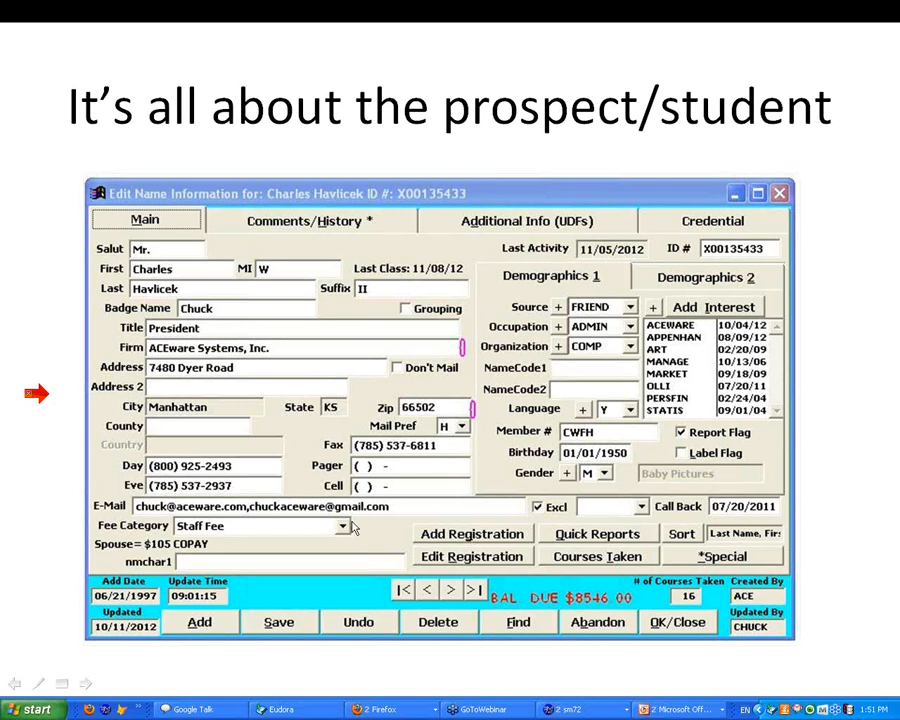 It's all about the prospect/student
Edit Name Information for: Charles Havlicek ID #: X00135433
Main Comments/History * Additional Info (UDFs) Credential
Salut Mr. Last Activity 11/05/2012 ID # X00135433
First Charles MI W Last Class: 11/08/12 Demographics 1 Demographics 2
Last Havlicek Suffix II
Badge Name Chuck Grouping Source + FRIEND + Add Interest
Title President Occupation + ADMIN ACEWARE 10/04/12
Firm ACEware Systems, Inc. Organization + COMP APPENHAN 08/09/12
ART 02/20/09
Address 7480 Dyer Road Don't Mail NameCode1 MANAGE 10/13/06
MARKET 09/18/09
Address 2 NameCode2 OLLI 07/20/11
PERSFIN 02/24/04
City Manhattan State KS Zip 66502 Language + Y STATIS 09/01/04
County Mail Pref H Member # CWFH Report Flag
Country Fax (785) 537-6811 Birthday 01/01/1950 Label Flag
Day (800) 925-2493 Pager ( ) - Gender + M Baby Pictures
Eve (785) 537-2937 Cell ( ) -
E-Mail chuck@aceware.com,chuckaceware@gmail.com Excl Call Back 07/20/2011
Fee Category Staff Fee Add Registration Quick Reports Sort Last Name, Firs
Spouse= $105 COPAY Edit Registration Courses Taken *Special
nmchar1
Add Date Update Time # of Courses Taken Created By
06/21/1997 09:01:15 |< < > >| BAL DUE $8546.00 16 ACE
Updated Updated By
10/11/2012 Add Save Undo Delete Find Abandon OK/Close CHUCK
start Google Talk Eudora 2 Firefox GoToWebinar 2 sm72 2 Microsoft Off... EN 1:51 PM